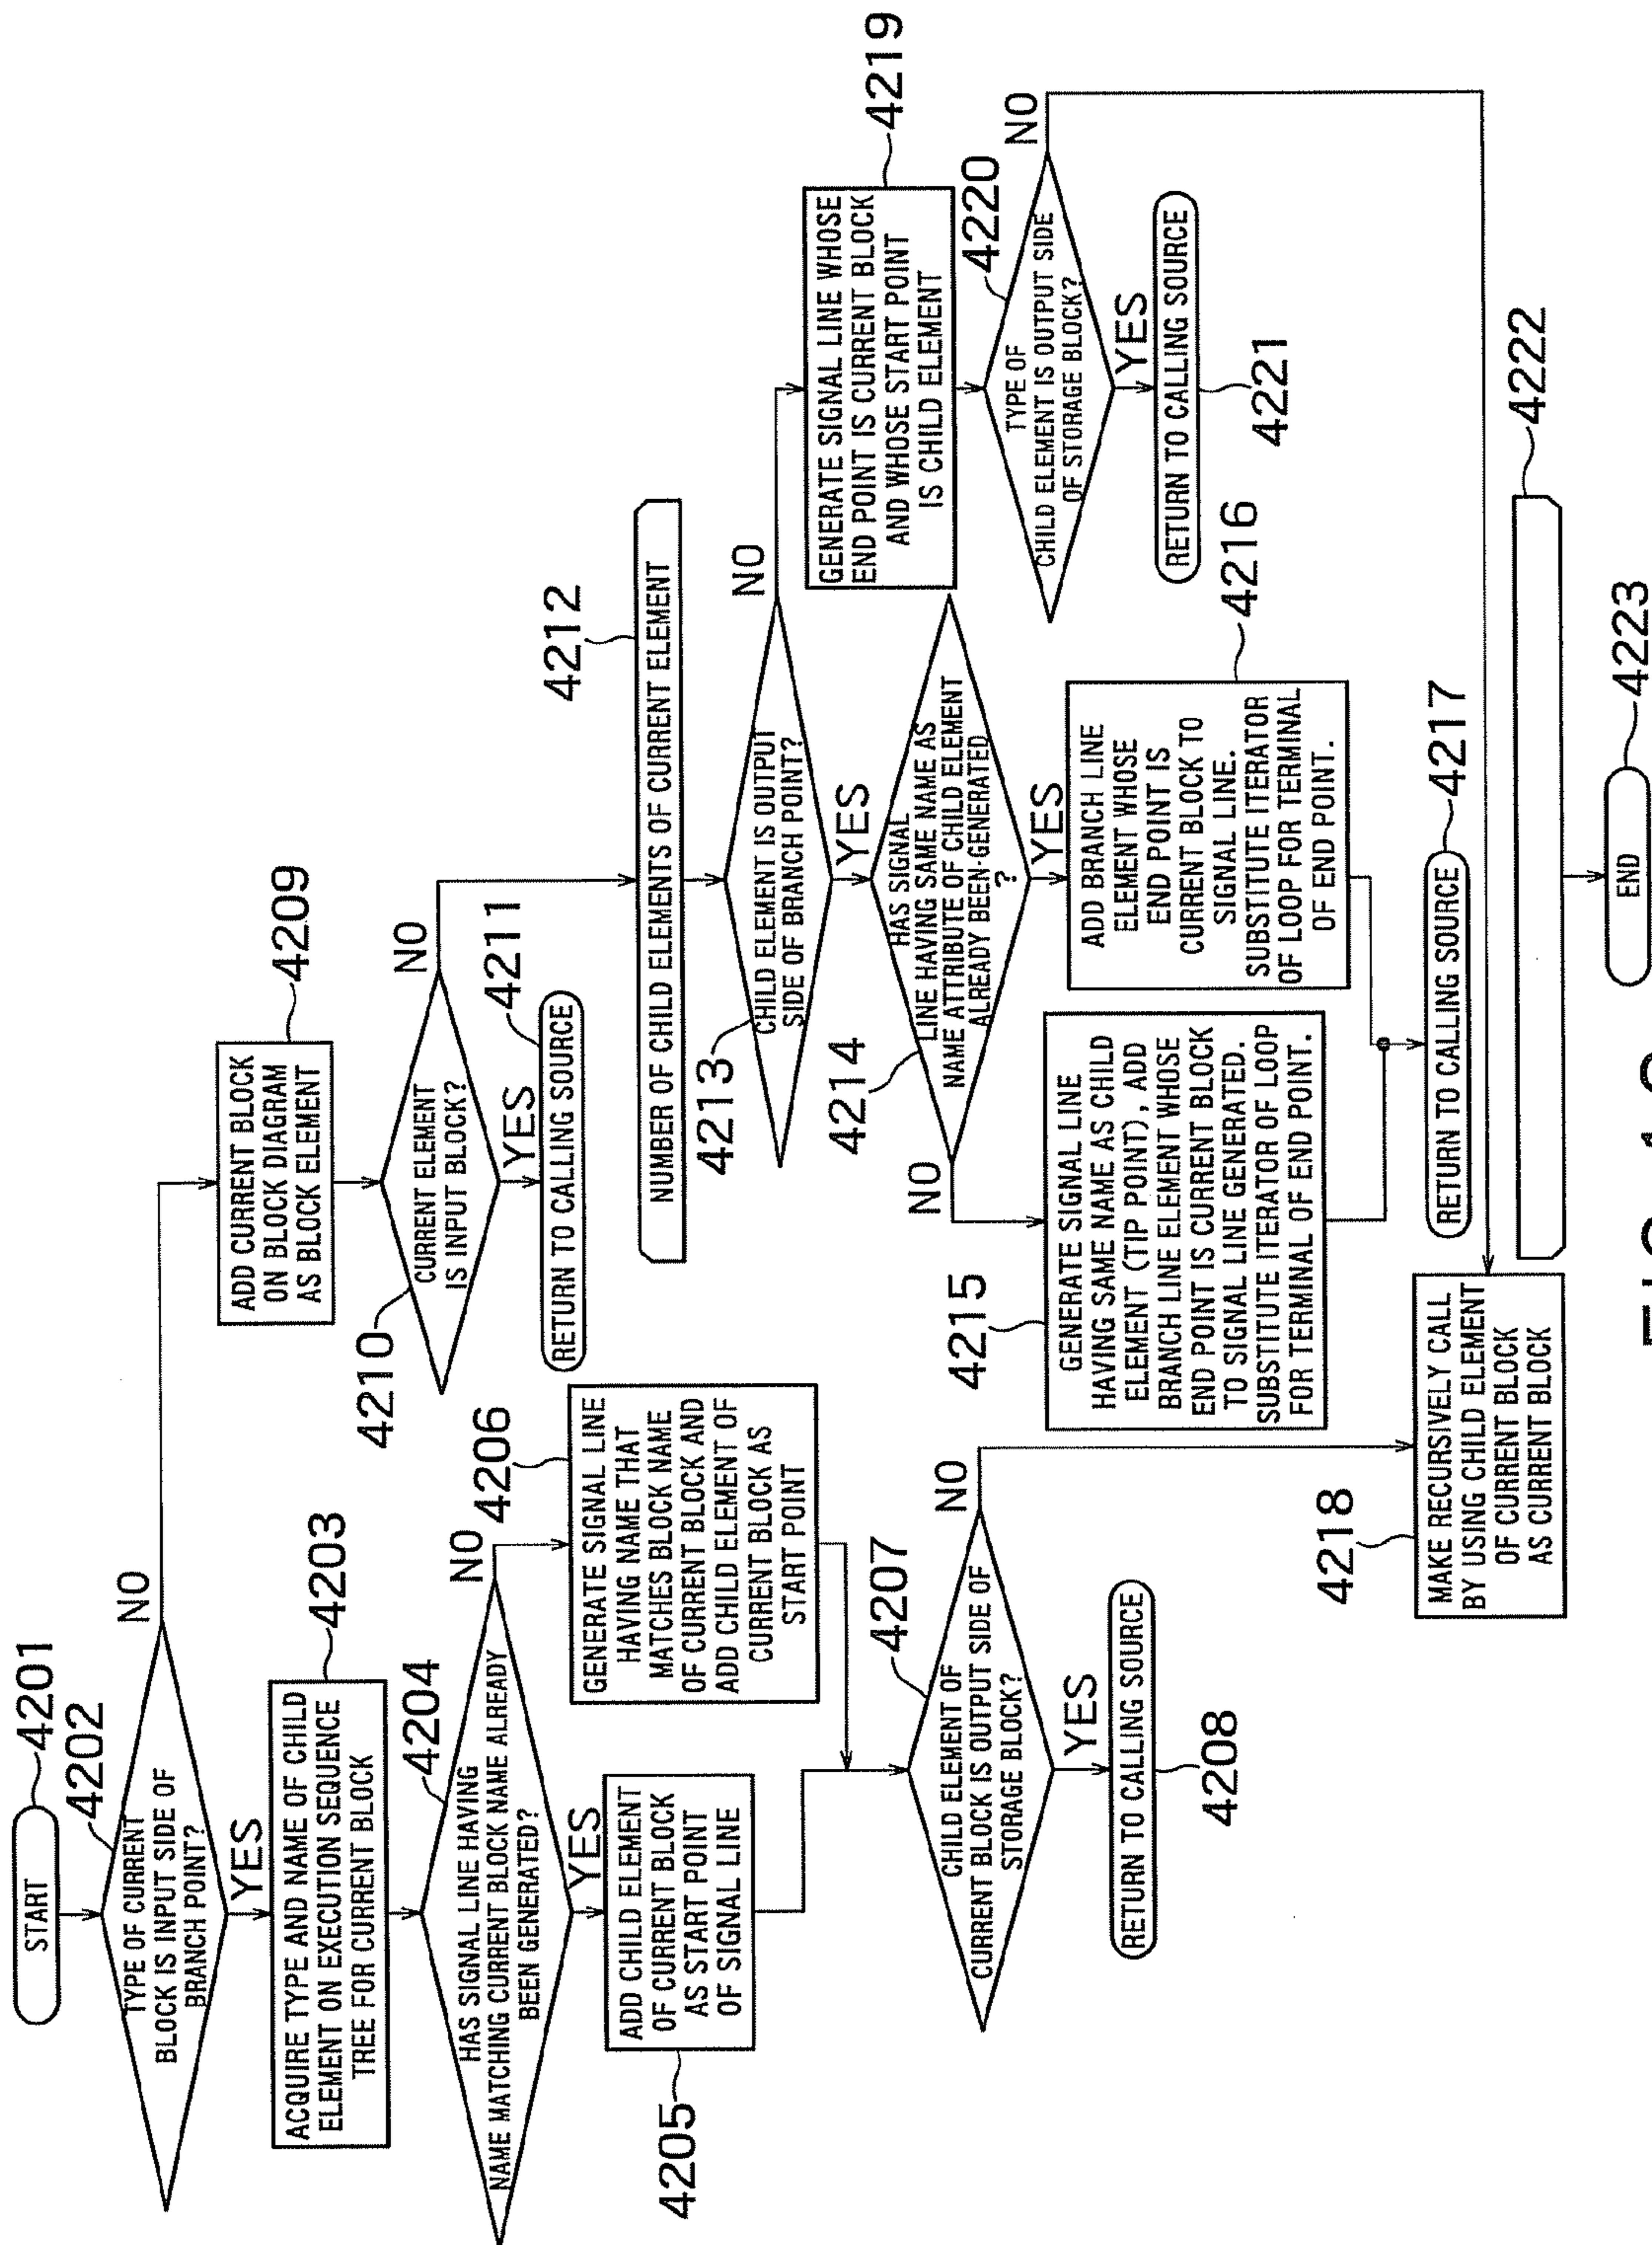 START
4201
4202
TYPE OF CURRENT
BLOCK IS INPUT SIDE OF
BRANCH POINT?
NO
YES
ACQUIRE TYPE AND NAME OF CHILD
ELEMENT ON EXECUTION SEQUENCE
TREE FOR CURRENT BLOCK
4203
4204
HAS SIGNAL LINE HAVING
NAME MATCHING CURRENT BLOCK NAME ALREADY
BEEN GENERATED?
NO
YES
4205
ADD CHILD ELEMENT
OF CURRENT BLOCK
AS START POINT
OF SIGNAL LINE
4206
GENERATE SIGNAL LINE
HAVING NAME THAT
MATCHES BLOCK NAME
OF CURRENT BLOCK AND
ADD CHILD ELEMENT OF
CURRENT BLOCK AS
START POINT
4207
CHILD ELEMENT OF
CURRENT BLOCK IS OUTPUT SIDE OF
STORAGE BLOCK?
NO
YES
RETURN TO CALLING SOURCE
4208
ADD CURRENT BLOCK
ON BLOCK DIAGRAM
AS BLOCK ELEMENT
4209
4210
CURRENT ELEMENT
IS INPUT BLOCK?
NO
YES
RETURN TO CALLING SOURCE
4211
4212
NUMBER OF CHILD ELEMENTS OF CURRENT ELEMENT
4213
CHILD ELEMENT IS OUTPUT
SIDE OF BRANCH POINT?
NO
YES
4214
HAS SIGNAL
LINE HAVING SAME NAME AS
NAME ATTRIBUTE OF CHILD ELEMENT
ALREADY BEEN GENERATED
?
NO
YES
4215
GENERATE SIGNAL LINE
HAVING SAME NAME AS CHILD
ELEMENT (TIP POINT), ADD
BRANCH LINE ELEMENT WHOSE
END POINT IS CURRENT BLOCK
TO SIGNAL LINE GENERATED.
SUBSTITUTE ITERATOR OF LOOP
FOR TERMINAL OF END POINT.
4216
ADD BRANCH LINE
ELEMENT WHOSE
END POINT IS
CURRENT BLOCK TO
SIGNAL LINE.
SUBSTITUTE ITERATOR
OF LOOP FOR TERMINAL
OF END POINT.
RETURN TO CALLING SOURCE
4217
4218
MAKE RECURSIVELY CALL
BY USING CHILD ELEMENT
OF CURRENT BLOCK
AS CURRENT BLOCK
4219
GENERATE SIGNAL LINE WHOSE
END POINT IS CURRENT BLOCK
AND WHOSE START POINT
IS CHILD ELEMENT
4220
TYPE OF
CHILD ELEMENT IS OUTPUT SIDE
OF STORAGE BLOCK?
NO
YES
RETURN TO CALLING SOURCE
4221
4222
END
4223